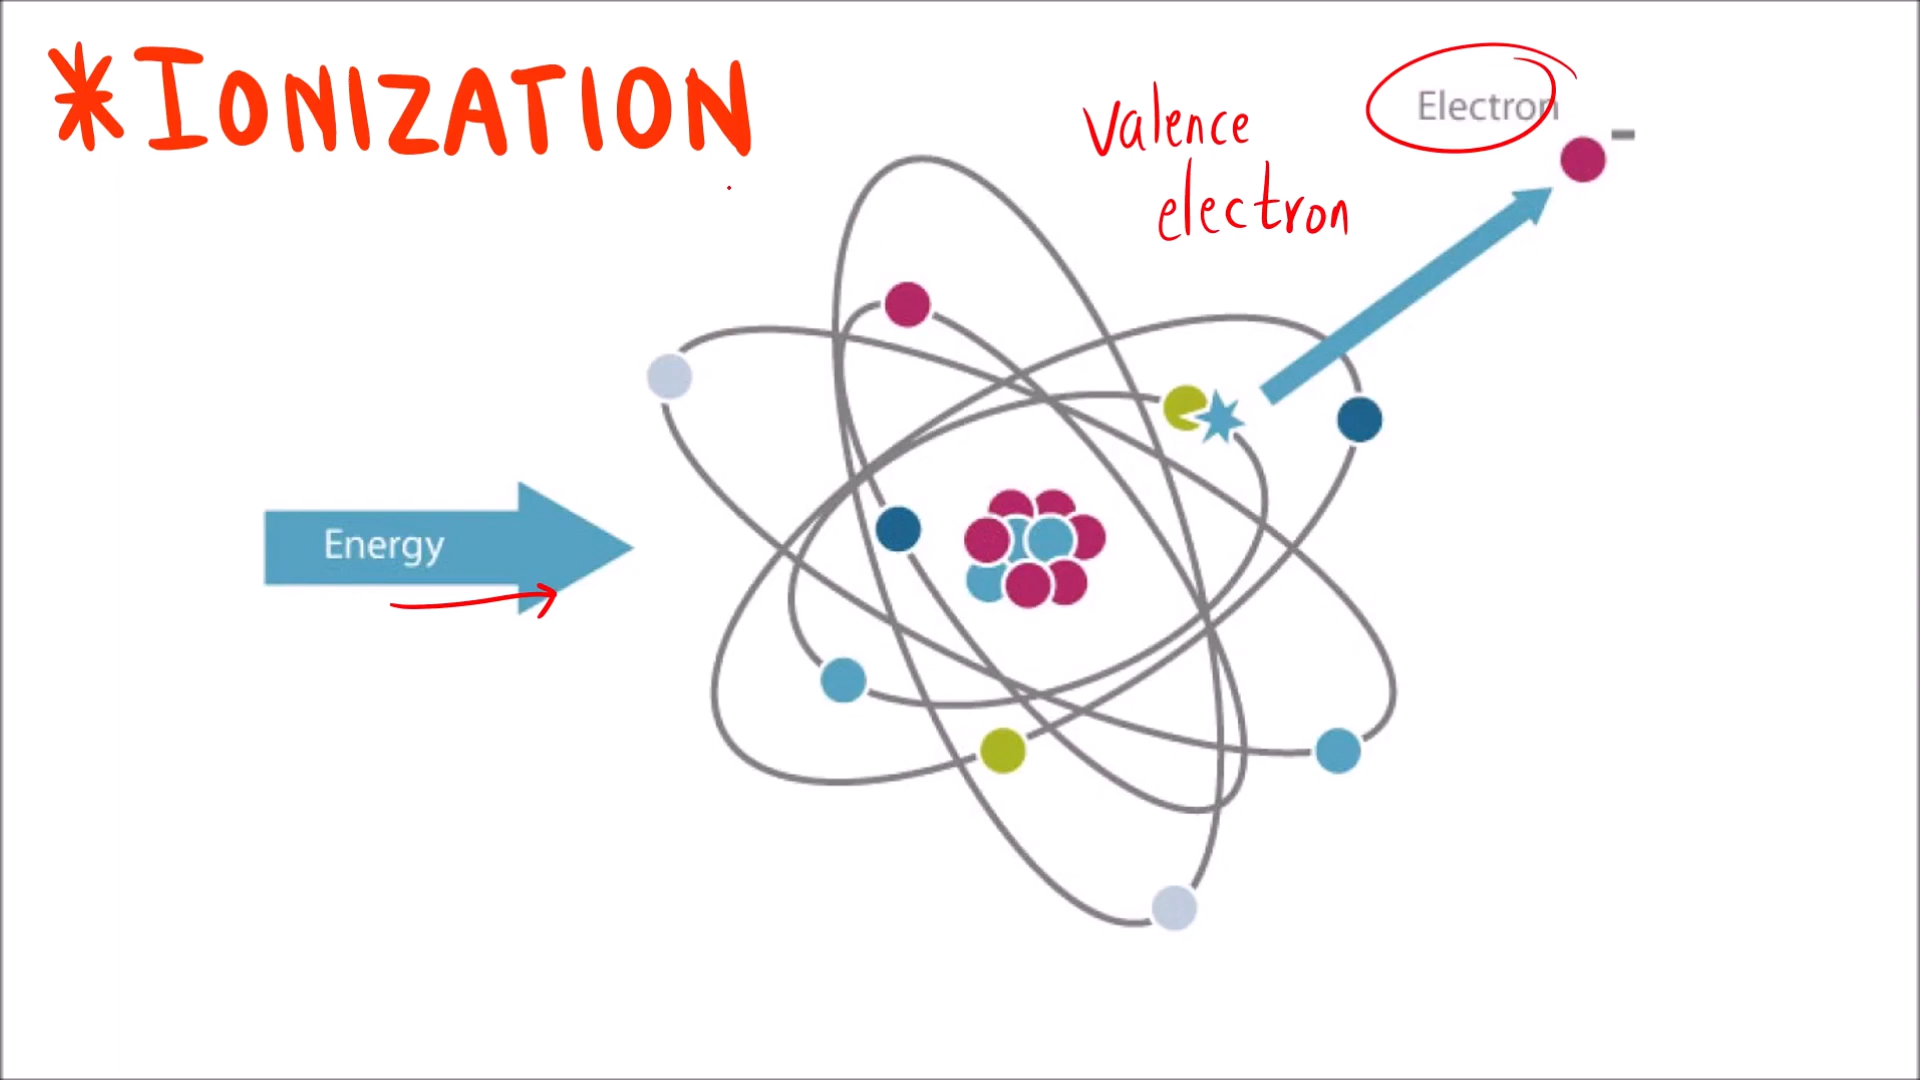 *IONIZATION
Valence
electron
Electron
-
Energy